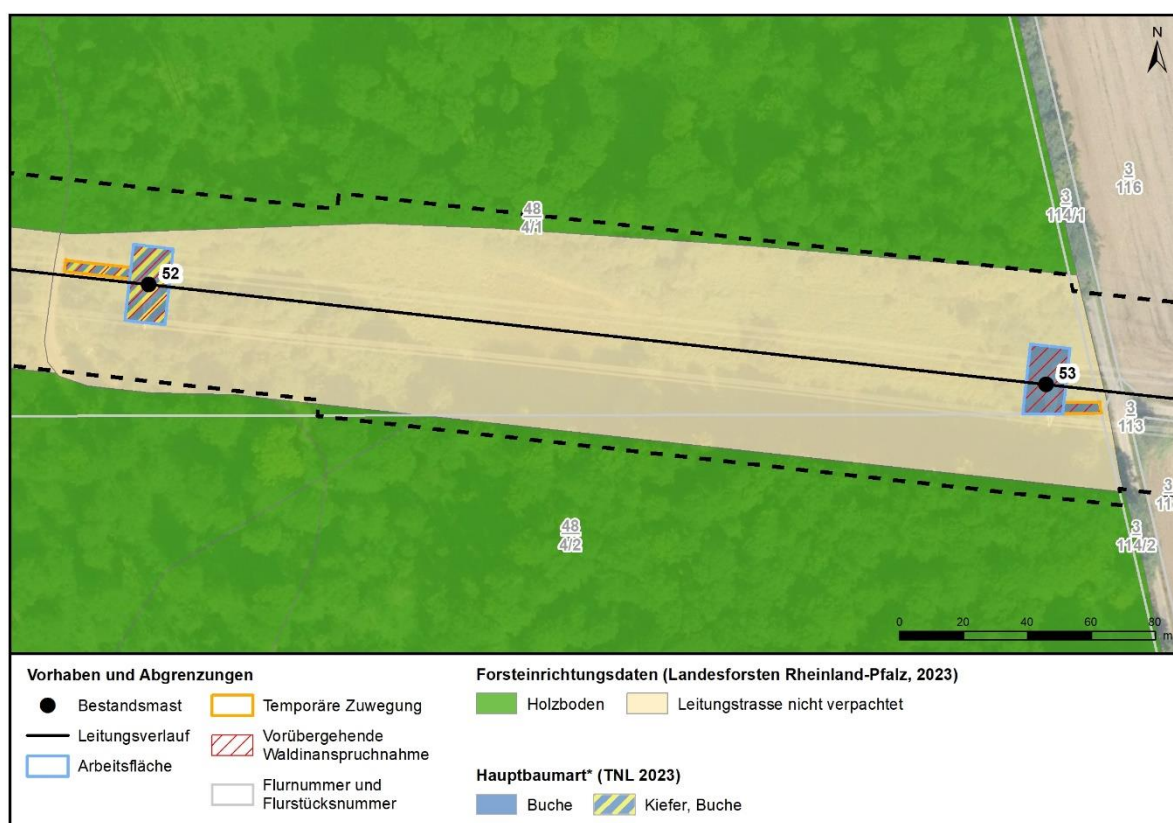 N
3
116
48
4/1
3
114/1
52
53
3
113
3
48
4/2
3
114/2
0 20 40 60 80
m
Vorhaben und Abgrenzungen
Bestandsmast
Leitungsverlauf
Arbeitsfläche
Temporäre Zuwegung
Vorübergehende
Waldinanspruchnahme
Flurnummer und
Flurstücksnummer
Forsteinrichtungsdaten (Landesforsten Rheinland-Pfalz, 2023)
Holzboden
Leitungstrasse nicht verpachtet
Hauptbaumart* (TNL 2023)
Buche
Kiefer, Buche